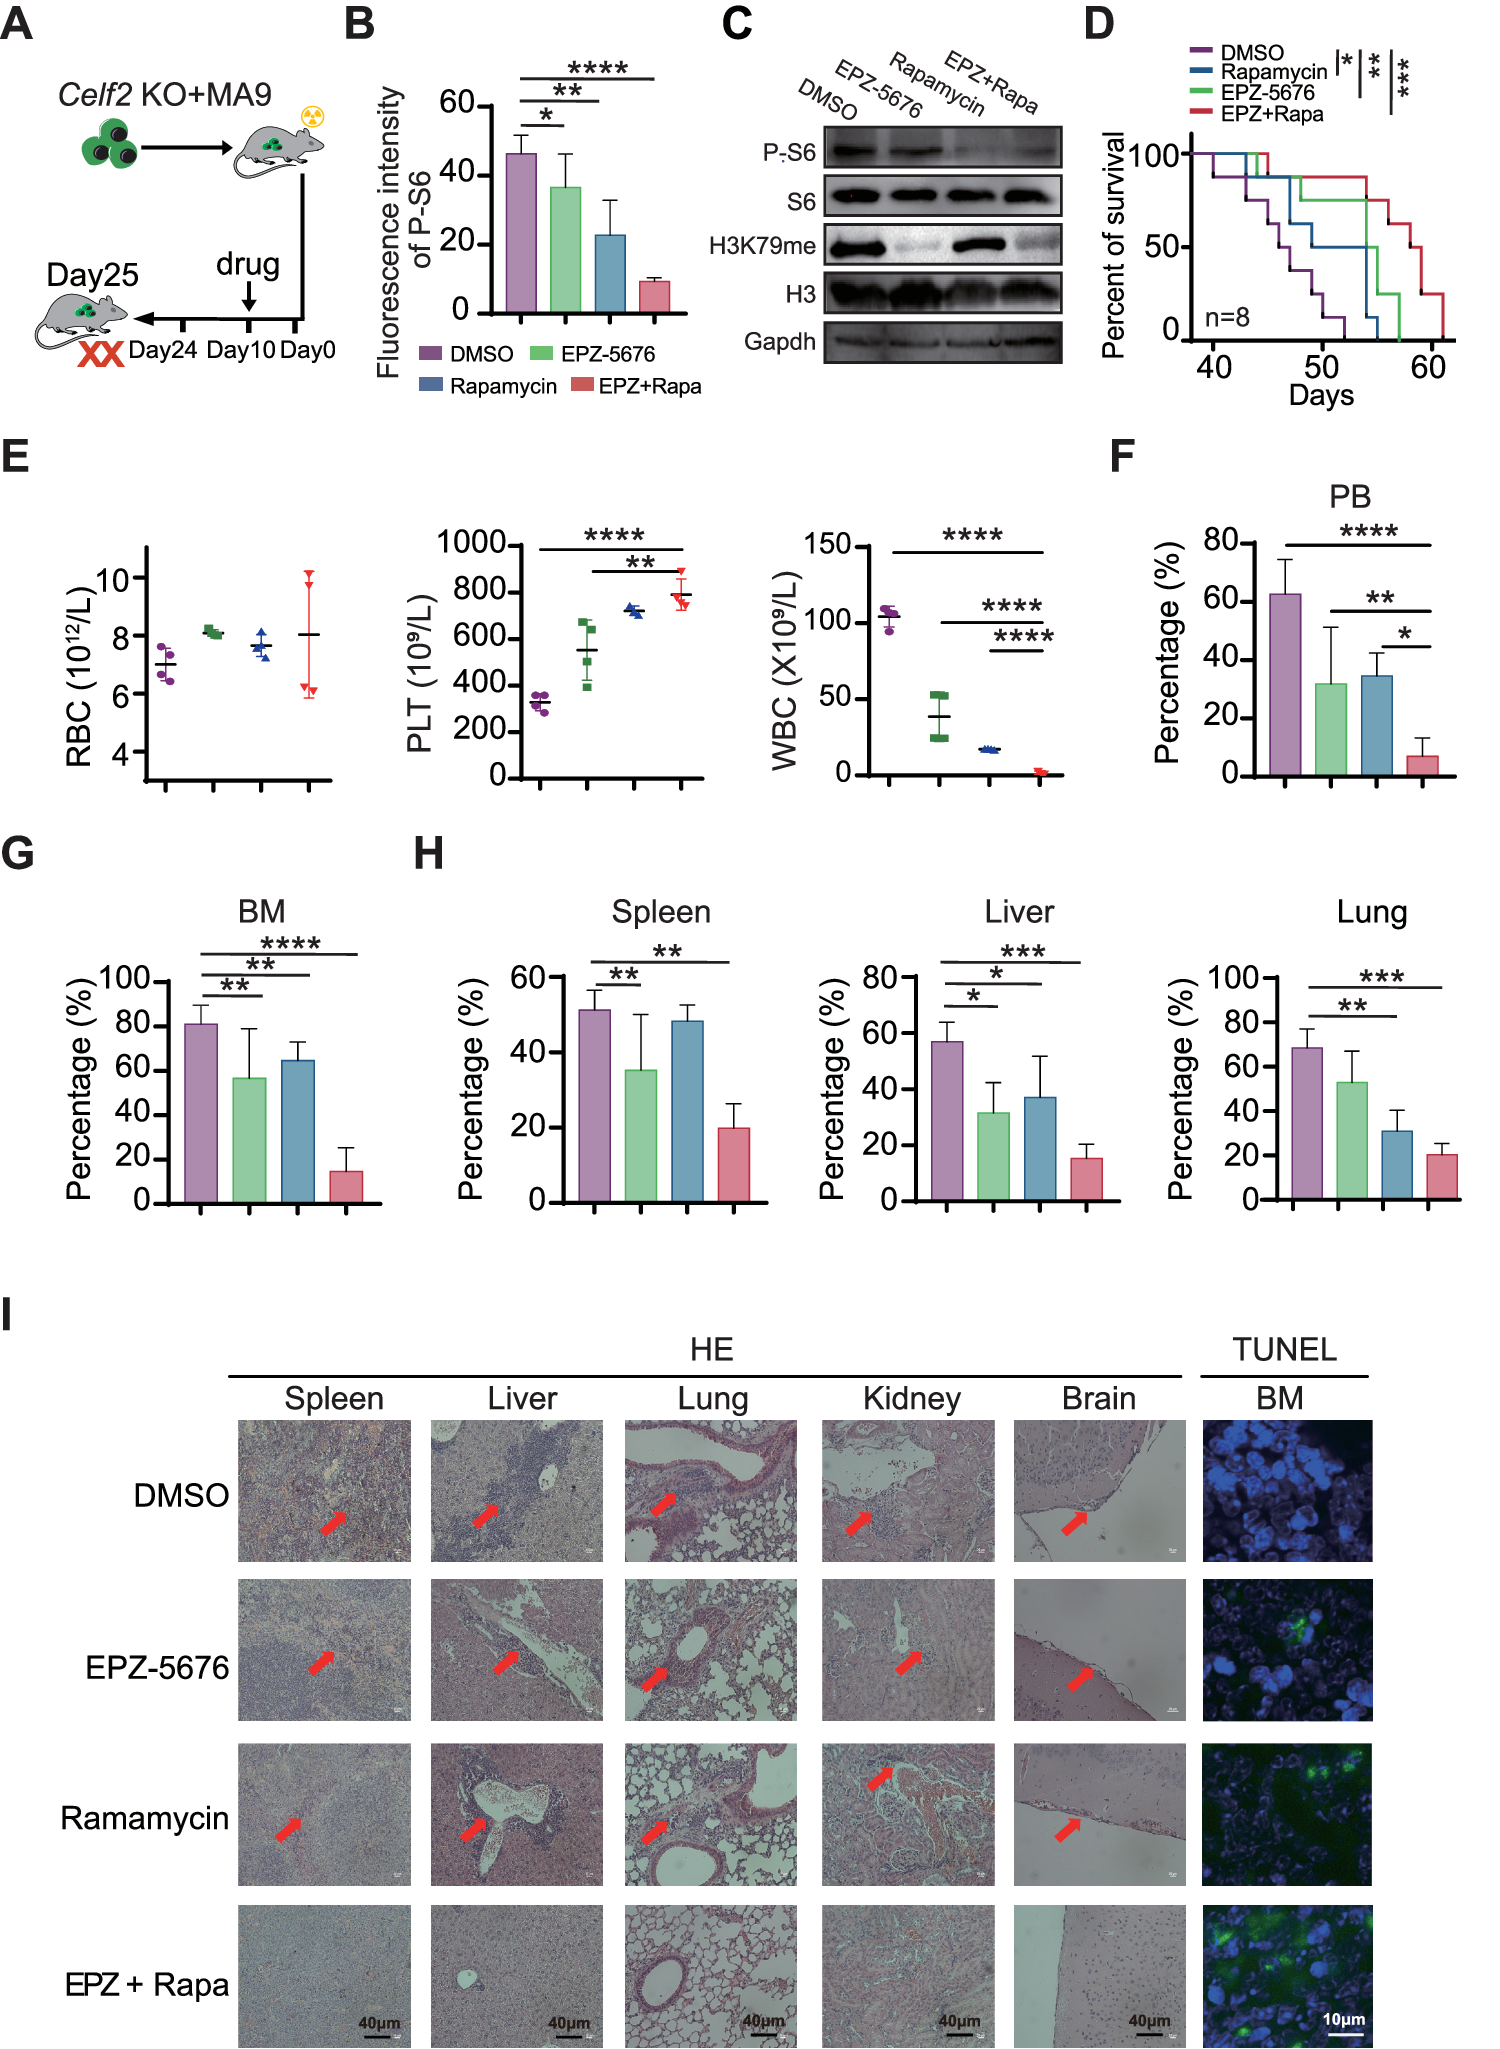 A
Celf2 KO+MA9
drug
Day25
XX
Day24 Day10 Day0
B
Fluorescence intensity
of P-S6
****
**
*
60
40
20
0
DMSO EPZ-5676
Rapamycin EPZ+Rapa
C
DMSO EPZ-5676 Rapamycin EPZ+Rapa
P-S6
S6
H3K79me
H3
Gapdh
D
DMSO
Rapamycin
EPZ-5676
EPZ+Rapa
* ** ***
Percent of survival
100
50
0
n=8
40 50 60
Days
E
RBC (10¹²/L)
10
8
6
4
PLT (10⁹/L)
1000
800
600
400
200
0
****
**
WBC (X10⁹/L)
150
100
50
0
****
****
****
F
PB
Percentage (%)
80
60
40
20
0
****
**
*
G
BM
Percentage (%)
100
80
60
40
20
0
****
**
**
H
Spleen
Percentage (%)
60
40
20
0
**
**
Liver
Percentage (%)
80
60
40
20
0
***
*
*
Lung
Percentage (%)
100
80
60
40
20
0
***
**
I
HE TUNEL
Spleen Liver Lung Kidney Brain BM
DMSO
EPZ-5676
Ramamycin
EPZ + Rapa
40μm 40μm 40μm 40μm 40μm 10μm